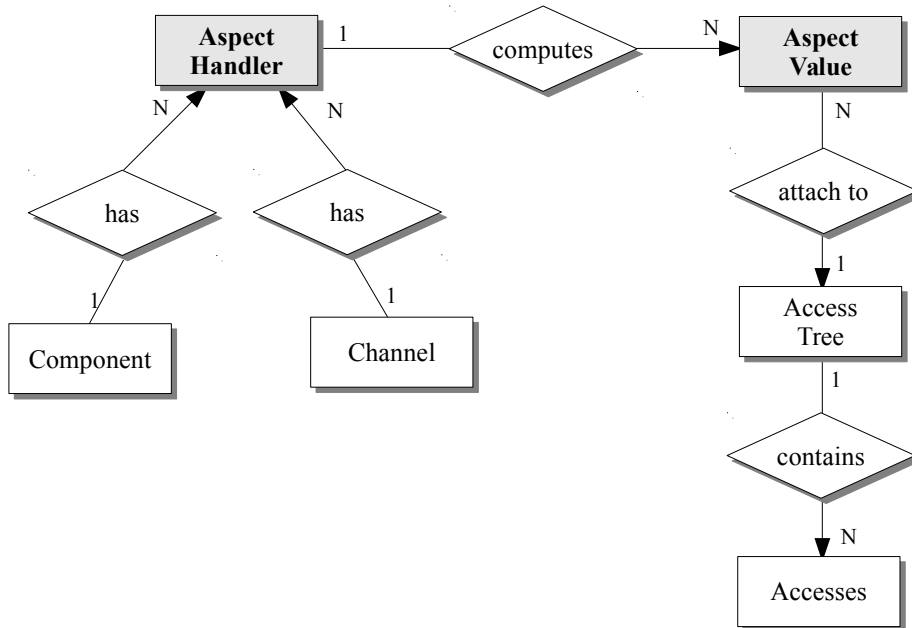 Aspect
Handler
1
computes
N
Aspect
Value
N
N
N
has
has
attach to
1
1
1
Component
Channel
Access
Tree
1
contains
N
Accesses